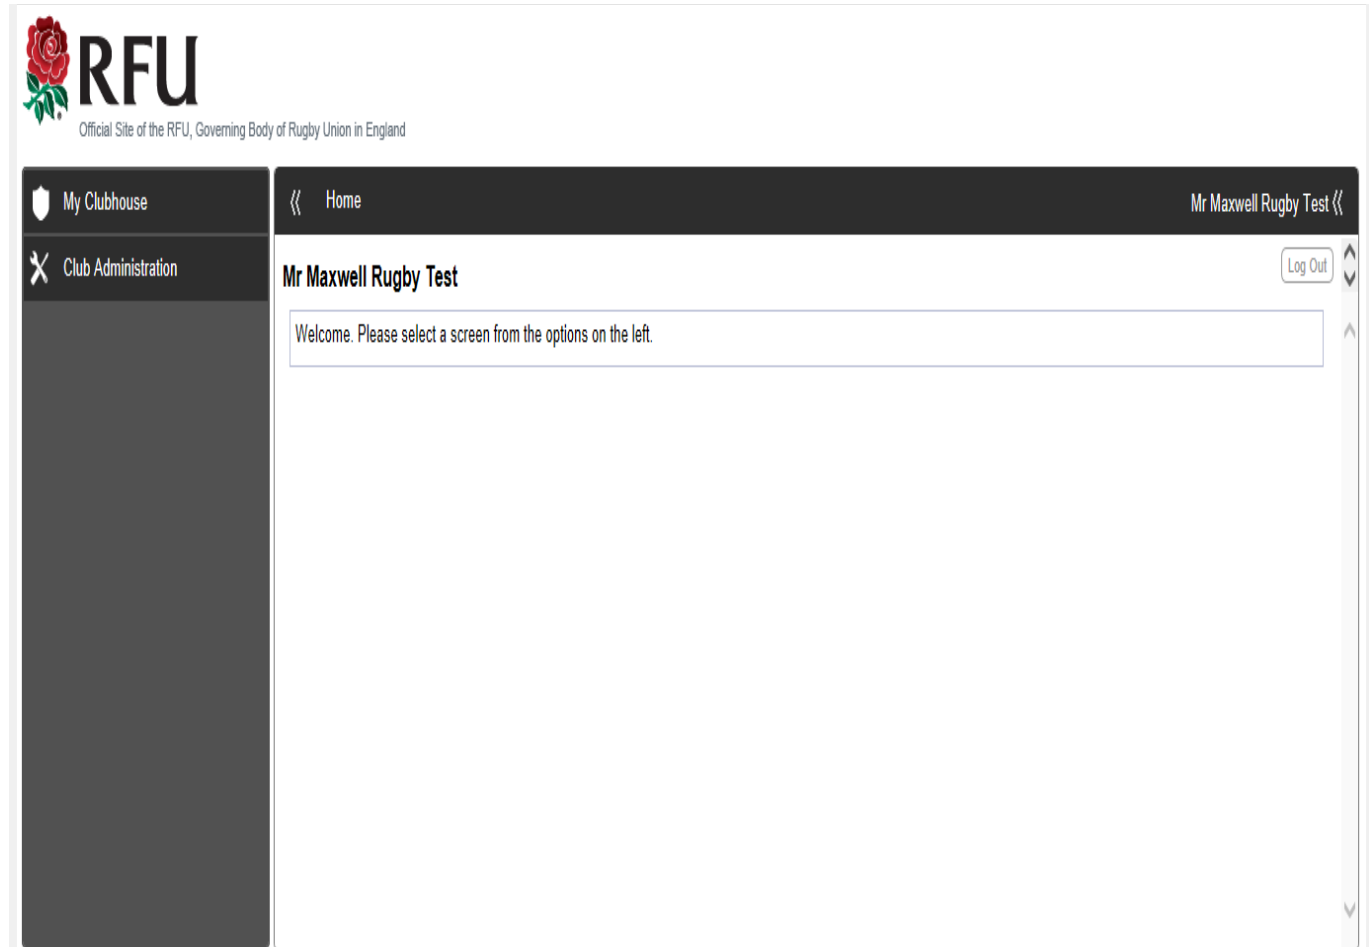 RFU
Official Site of the RFU, Governing Body of Rugby Union in England
My Clubhouse
Club Administration
Home
Mr Maxwell Rugby Test
Mr Maxwell Rugby Test
Log Out
Welcome. Please select a screen from the options on the left.